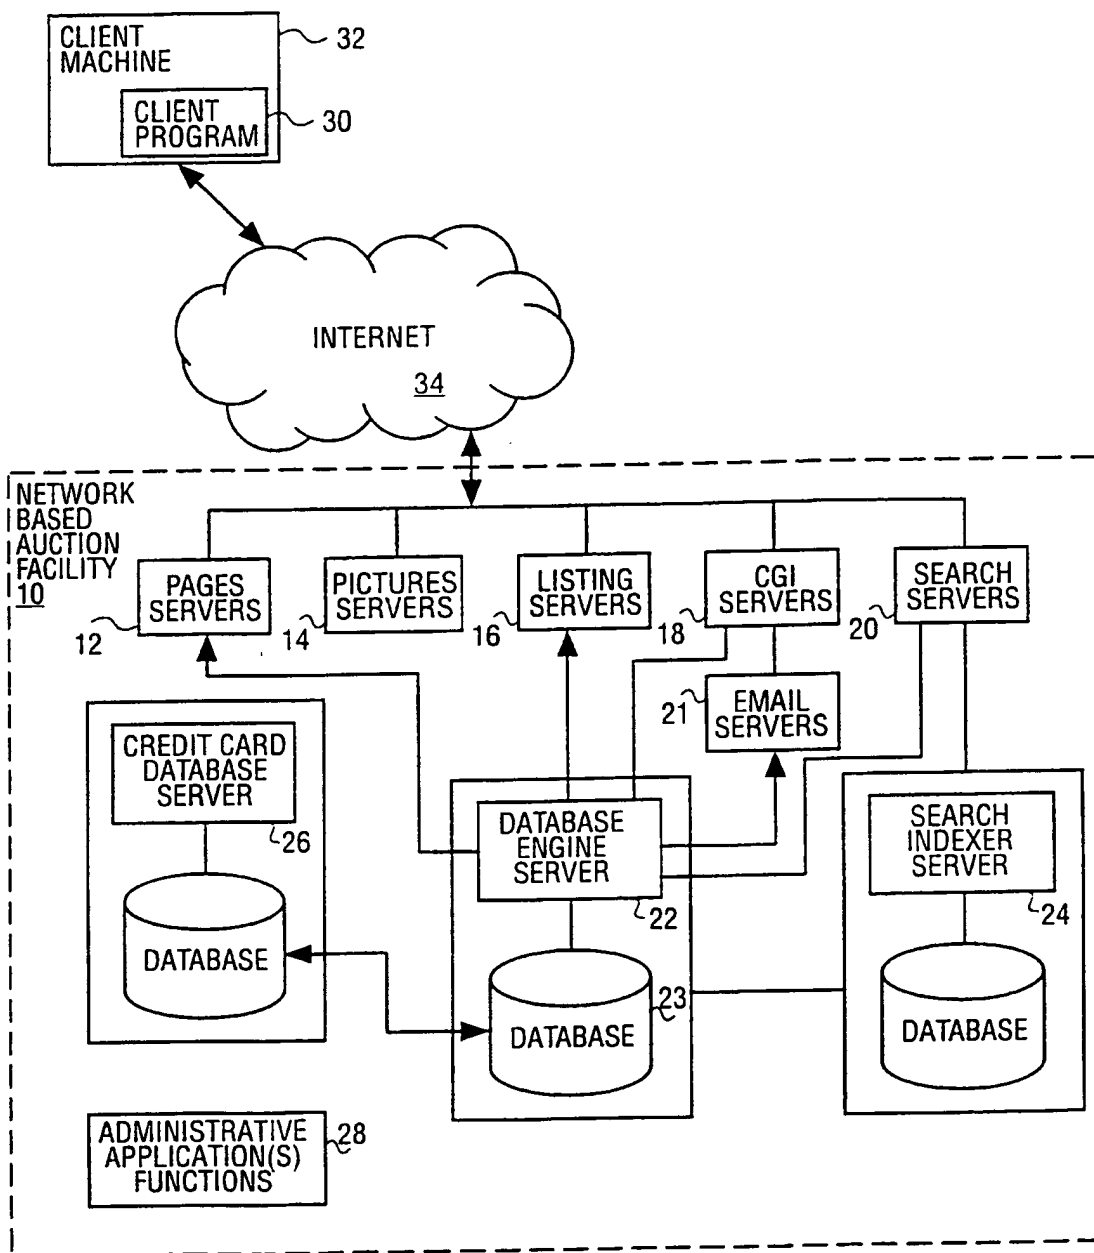 CLIENT
MACHINE
32
CLIENT
PROGRAM
30
INTERNET
34
NETWORK
BASED
AUCTION
FACILITY
10
PAGES
SERVERS
12
PICTURES
SERVERS
14
LISTING
SERVERS
16
CGI
SERVERS
18
SEARCH
SERVERS
20
EMAIL
SERVERS
21
CREDIT CARD
DATABASE
SERVER
26
DATABASE
DATABASE
ENGINE
SERVER
22
DATABASE
23
SEARCH
INDEXER
SERVER
24
DATABASE
ADMINISTRATIVE
APPLICATION(S)
FUNCTIONS
28